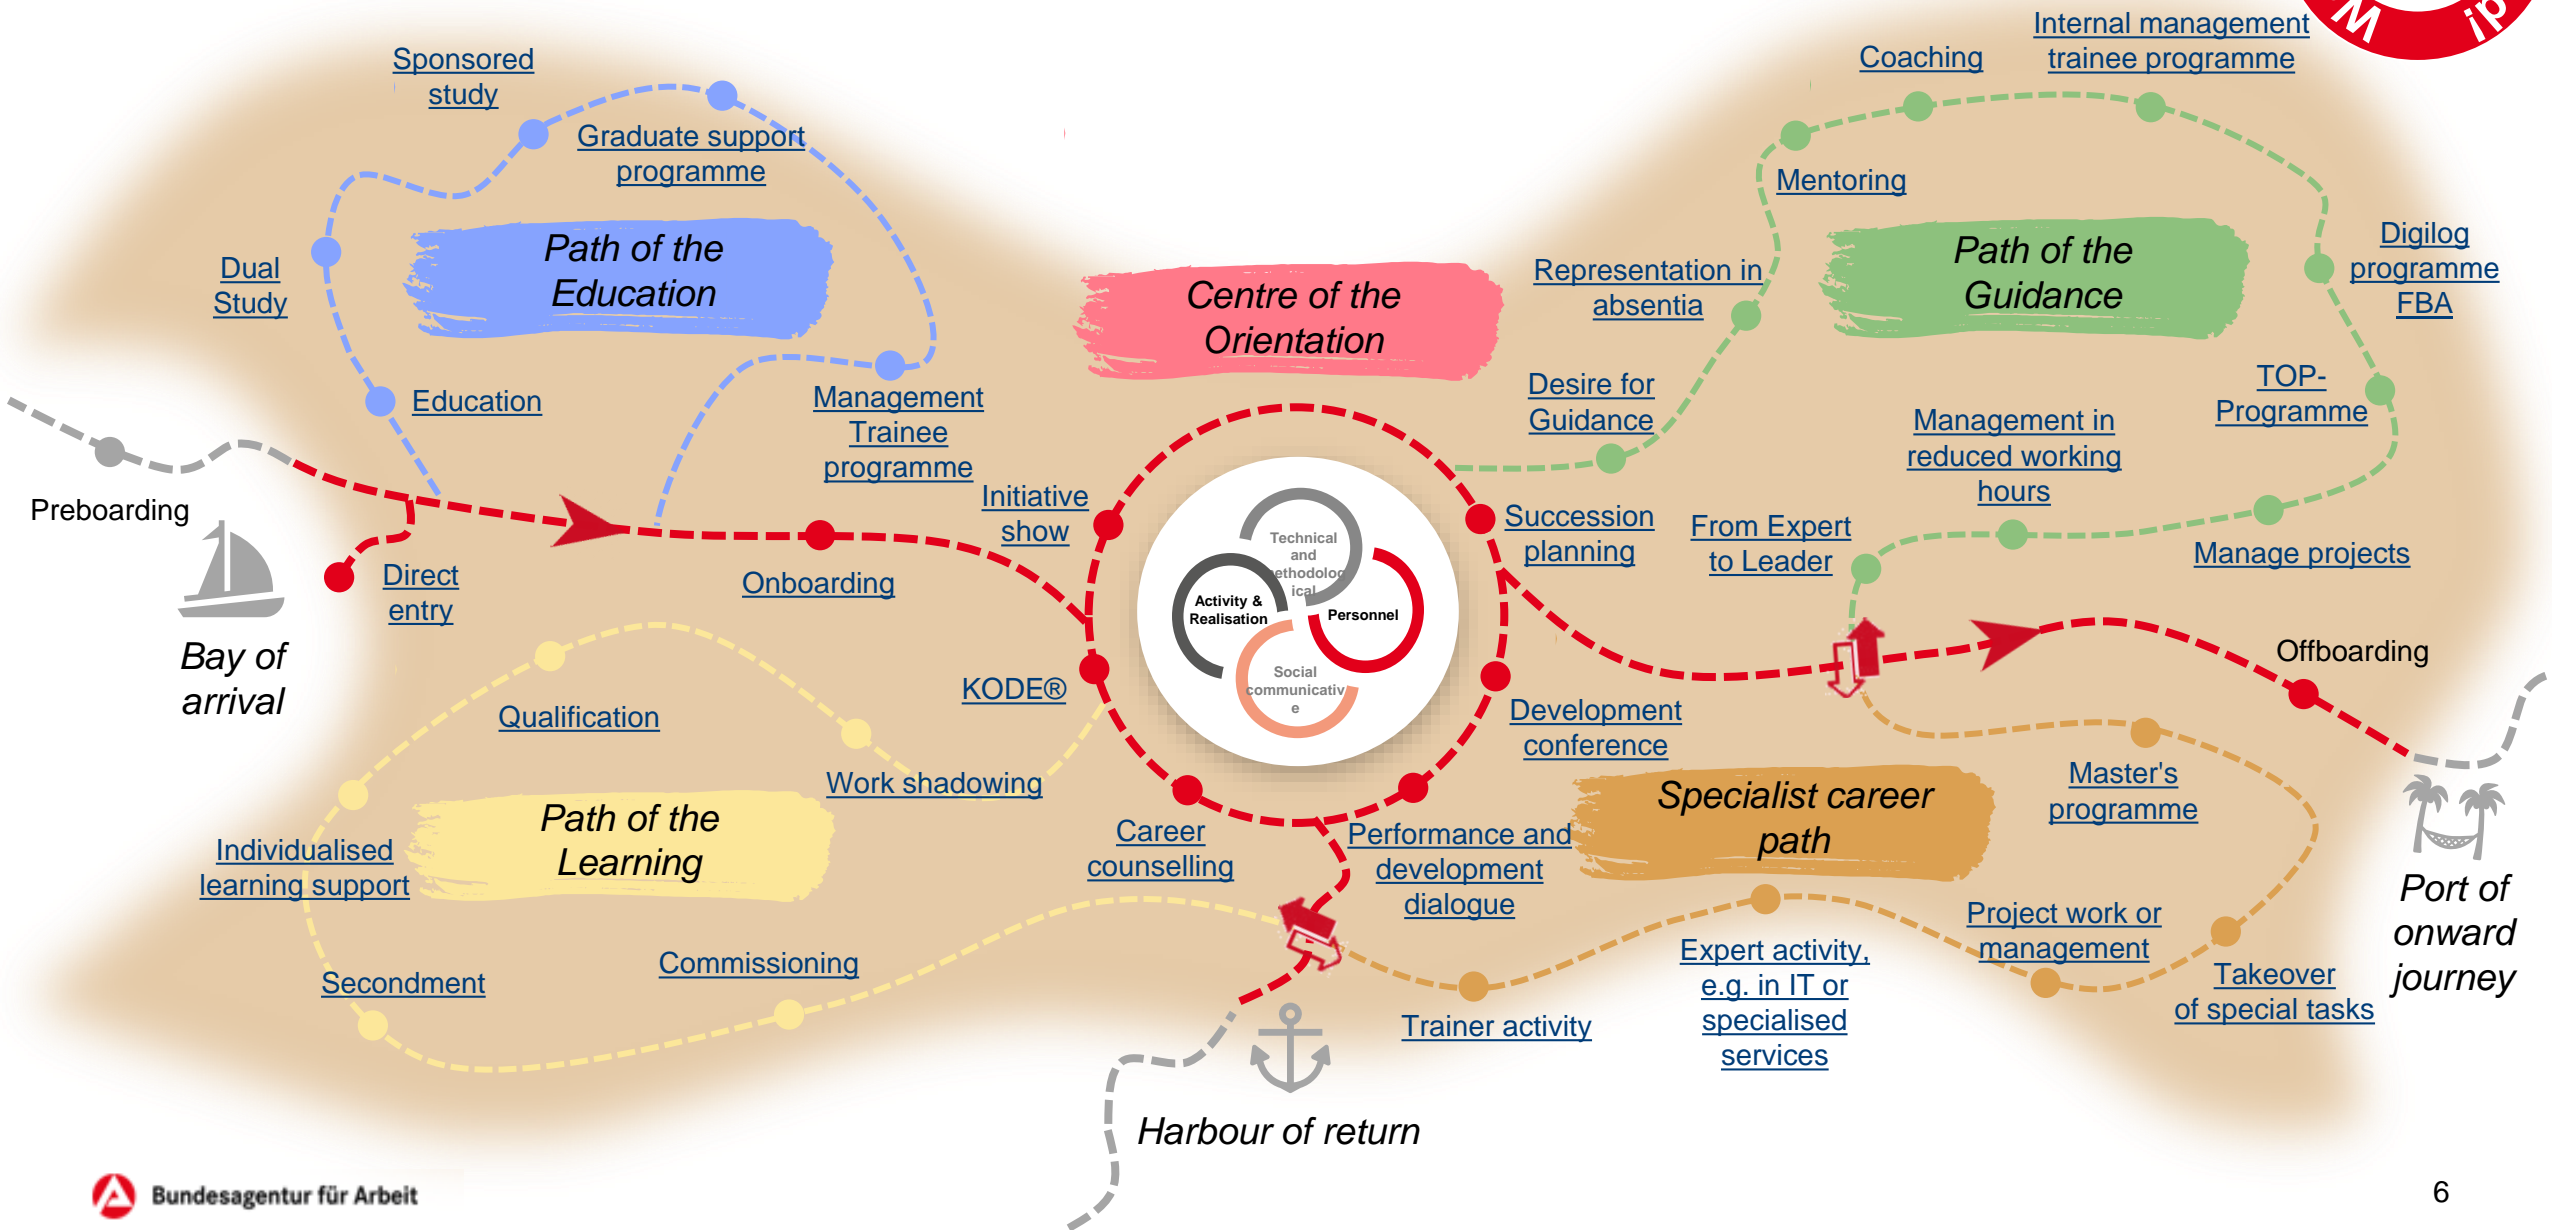 Sponsored
study
Graduate support
programme
Dual
Study
Path of the
Education
Education
Management
Trainee
programme
Preboarding
Direct
entry
Bay of
arrival
Onboarding
Initiative
show
Centre of the
Orientation
Technical
and
ethodolog
ical
Activity &
Realisation
Personnel
Social
communicativ
e
KODE®
Career
counselling
Performance and
development
dialogue
Development
conference
Succession
planning
Qualification
Work shadowing
Path of the
Learning
Individualised
learning support
Secondment
Commissioning
Harbour of return
Internal management
trainee programme
Coaching
Mentoring
Representation in
absentia
Desire for
Guidance
Path of the
Guidance
Digilog
programme
FBA
TOP-
Programme
Management in
reduced working
hours
From Expert
to Leader
Manage projects
Offboarding
Specialist career
path
Master's
programme
Project work or
management
Takeover
of special tasks
Expert activity,
e.g. in IT or
specialised
services
Trainer activity
Port of
onward
journey
Bundesagentur für Arbeit
6